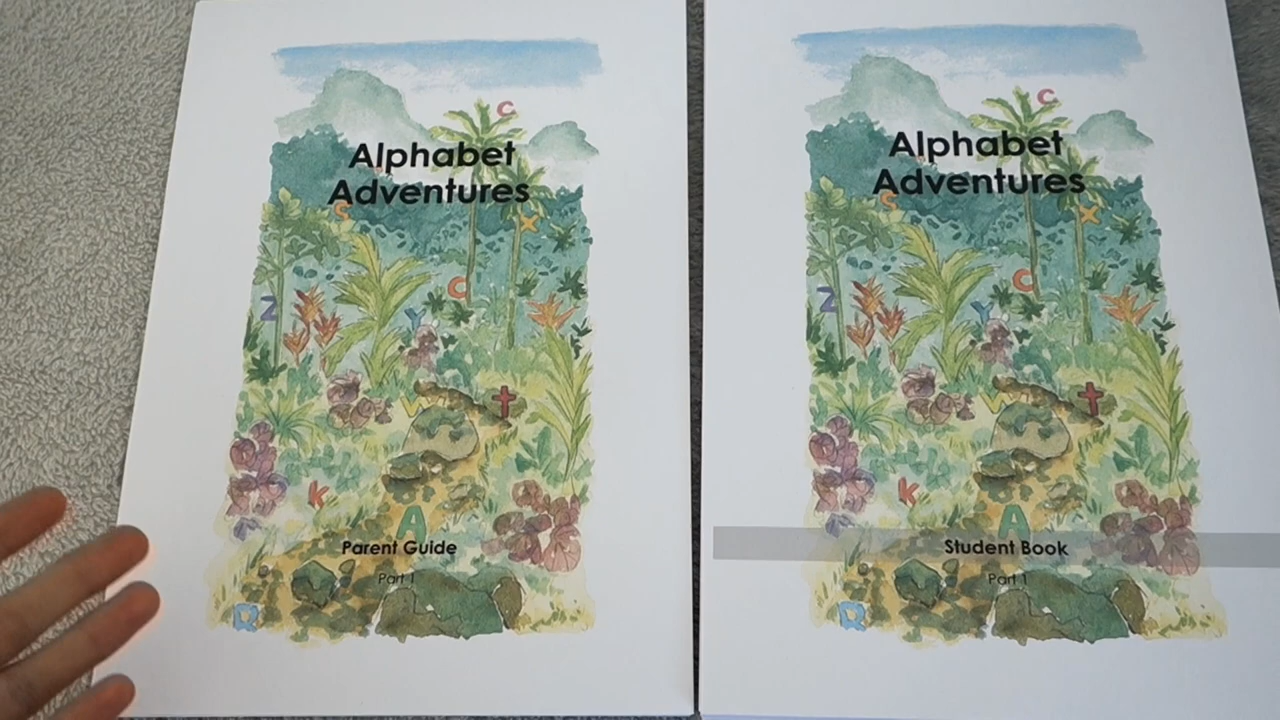 Alphabet
Adventures
Parent Guide
Part 1
Alphabet
Adventures
Student Book
Part 1
C
S
X
Z
C
Y
W
t
K
A
R
C
S
X
Z
C
Y
W
t
K
A
R